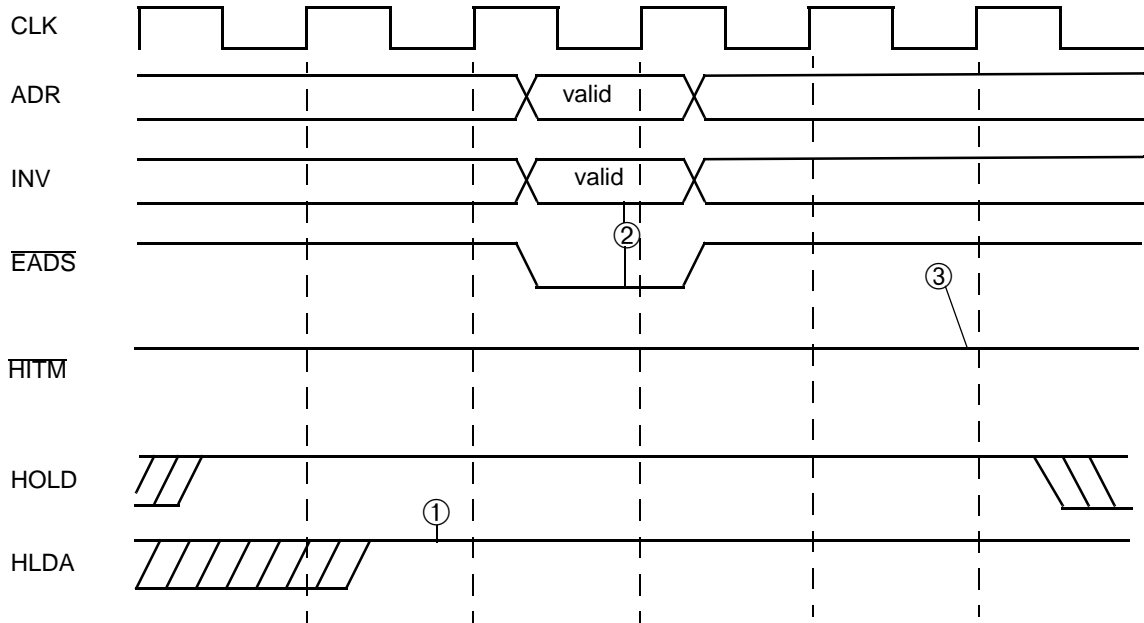 CLK
ADR
valid
INV
valid
②
EADS
③
HITM
HOLD
①
HLDA